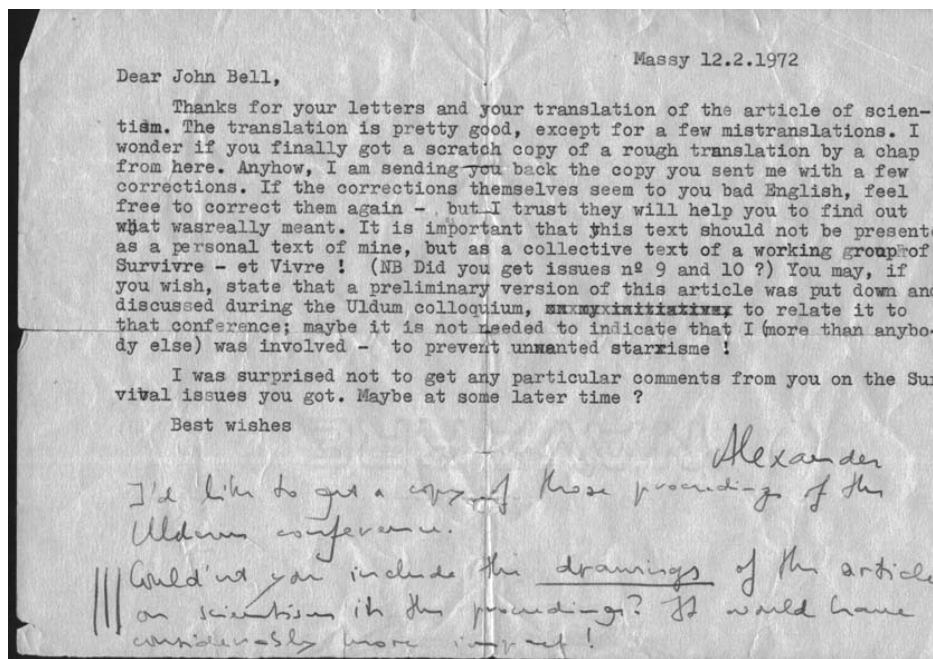 Massy 12.2.1972
Dear John Bell,
Thanks for your letters and your translation of the article of scien-
tism. The translation is pretty good, except for a few mistranslations. I
wonder if you finally got a scratch copy of a rough translation by a chap
from here. Anyhow, I am sending you back the copy you sent me with a few
corrections. If the corrections themselves seem to you bad English, feel
free to correct them again - but I trust they will help you to find out
what wasreally meant. It is important that this text should not be presente
as a personal text of mine, but as a collective text of a working group of
Survivre - et Vivre ! (NB Did you get issues nº 9 and 10 ?) You may, if
you wish, state that a preliminary version of this article was put down and
discussed during the Uldum colloquium, to relate it to
that conference; maybe it is not needed to indicate that I (more than anybo-
dy else) was involved - to prevent unwanted starrisme !
I was surprised not to get any particular comments from you on the Sur
vival issues you got. Maybe at some later time ?
Best wishes
Alexander
I'd like to get a copy of those proceedings of the
Uldum conference.
Could'nt you include the drawings of the article
on scientism in the proceedings? It would have
considerably more impact!